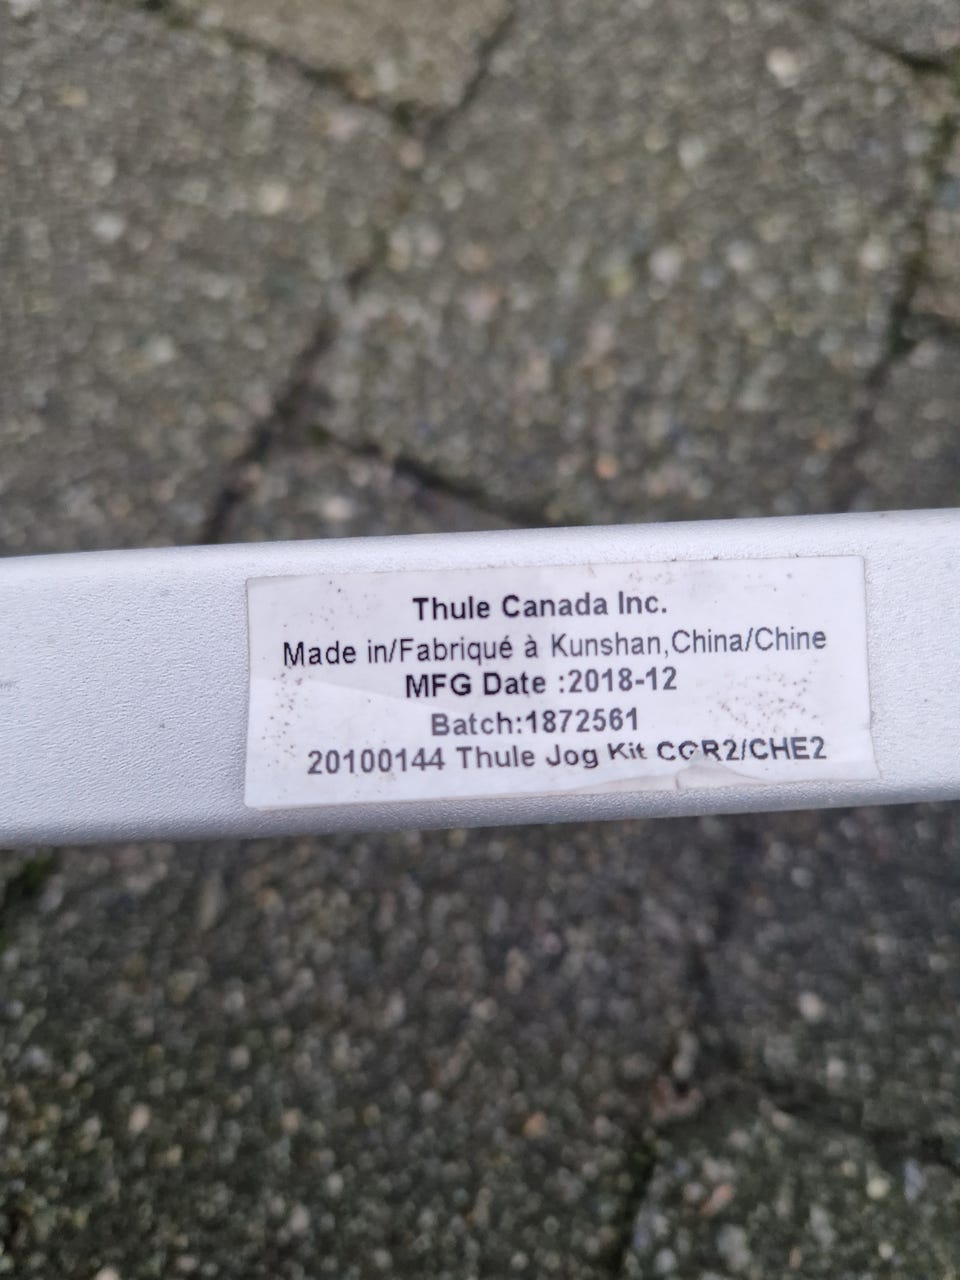 Thule Canada Inc.
Made in/Fabriqué à Kunshan,China/Chine
MFG Date :2018-12
Batch:1872561
20100144 Thule Jog Kit CGR2/CHE2